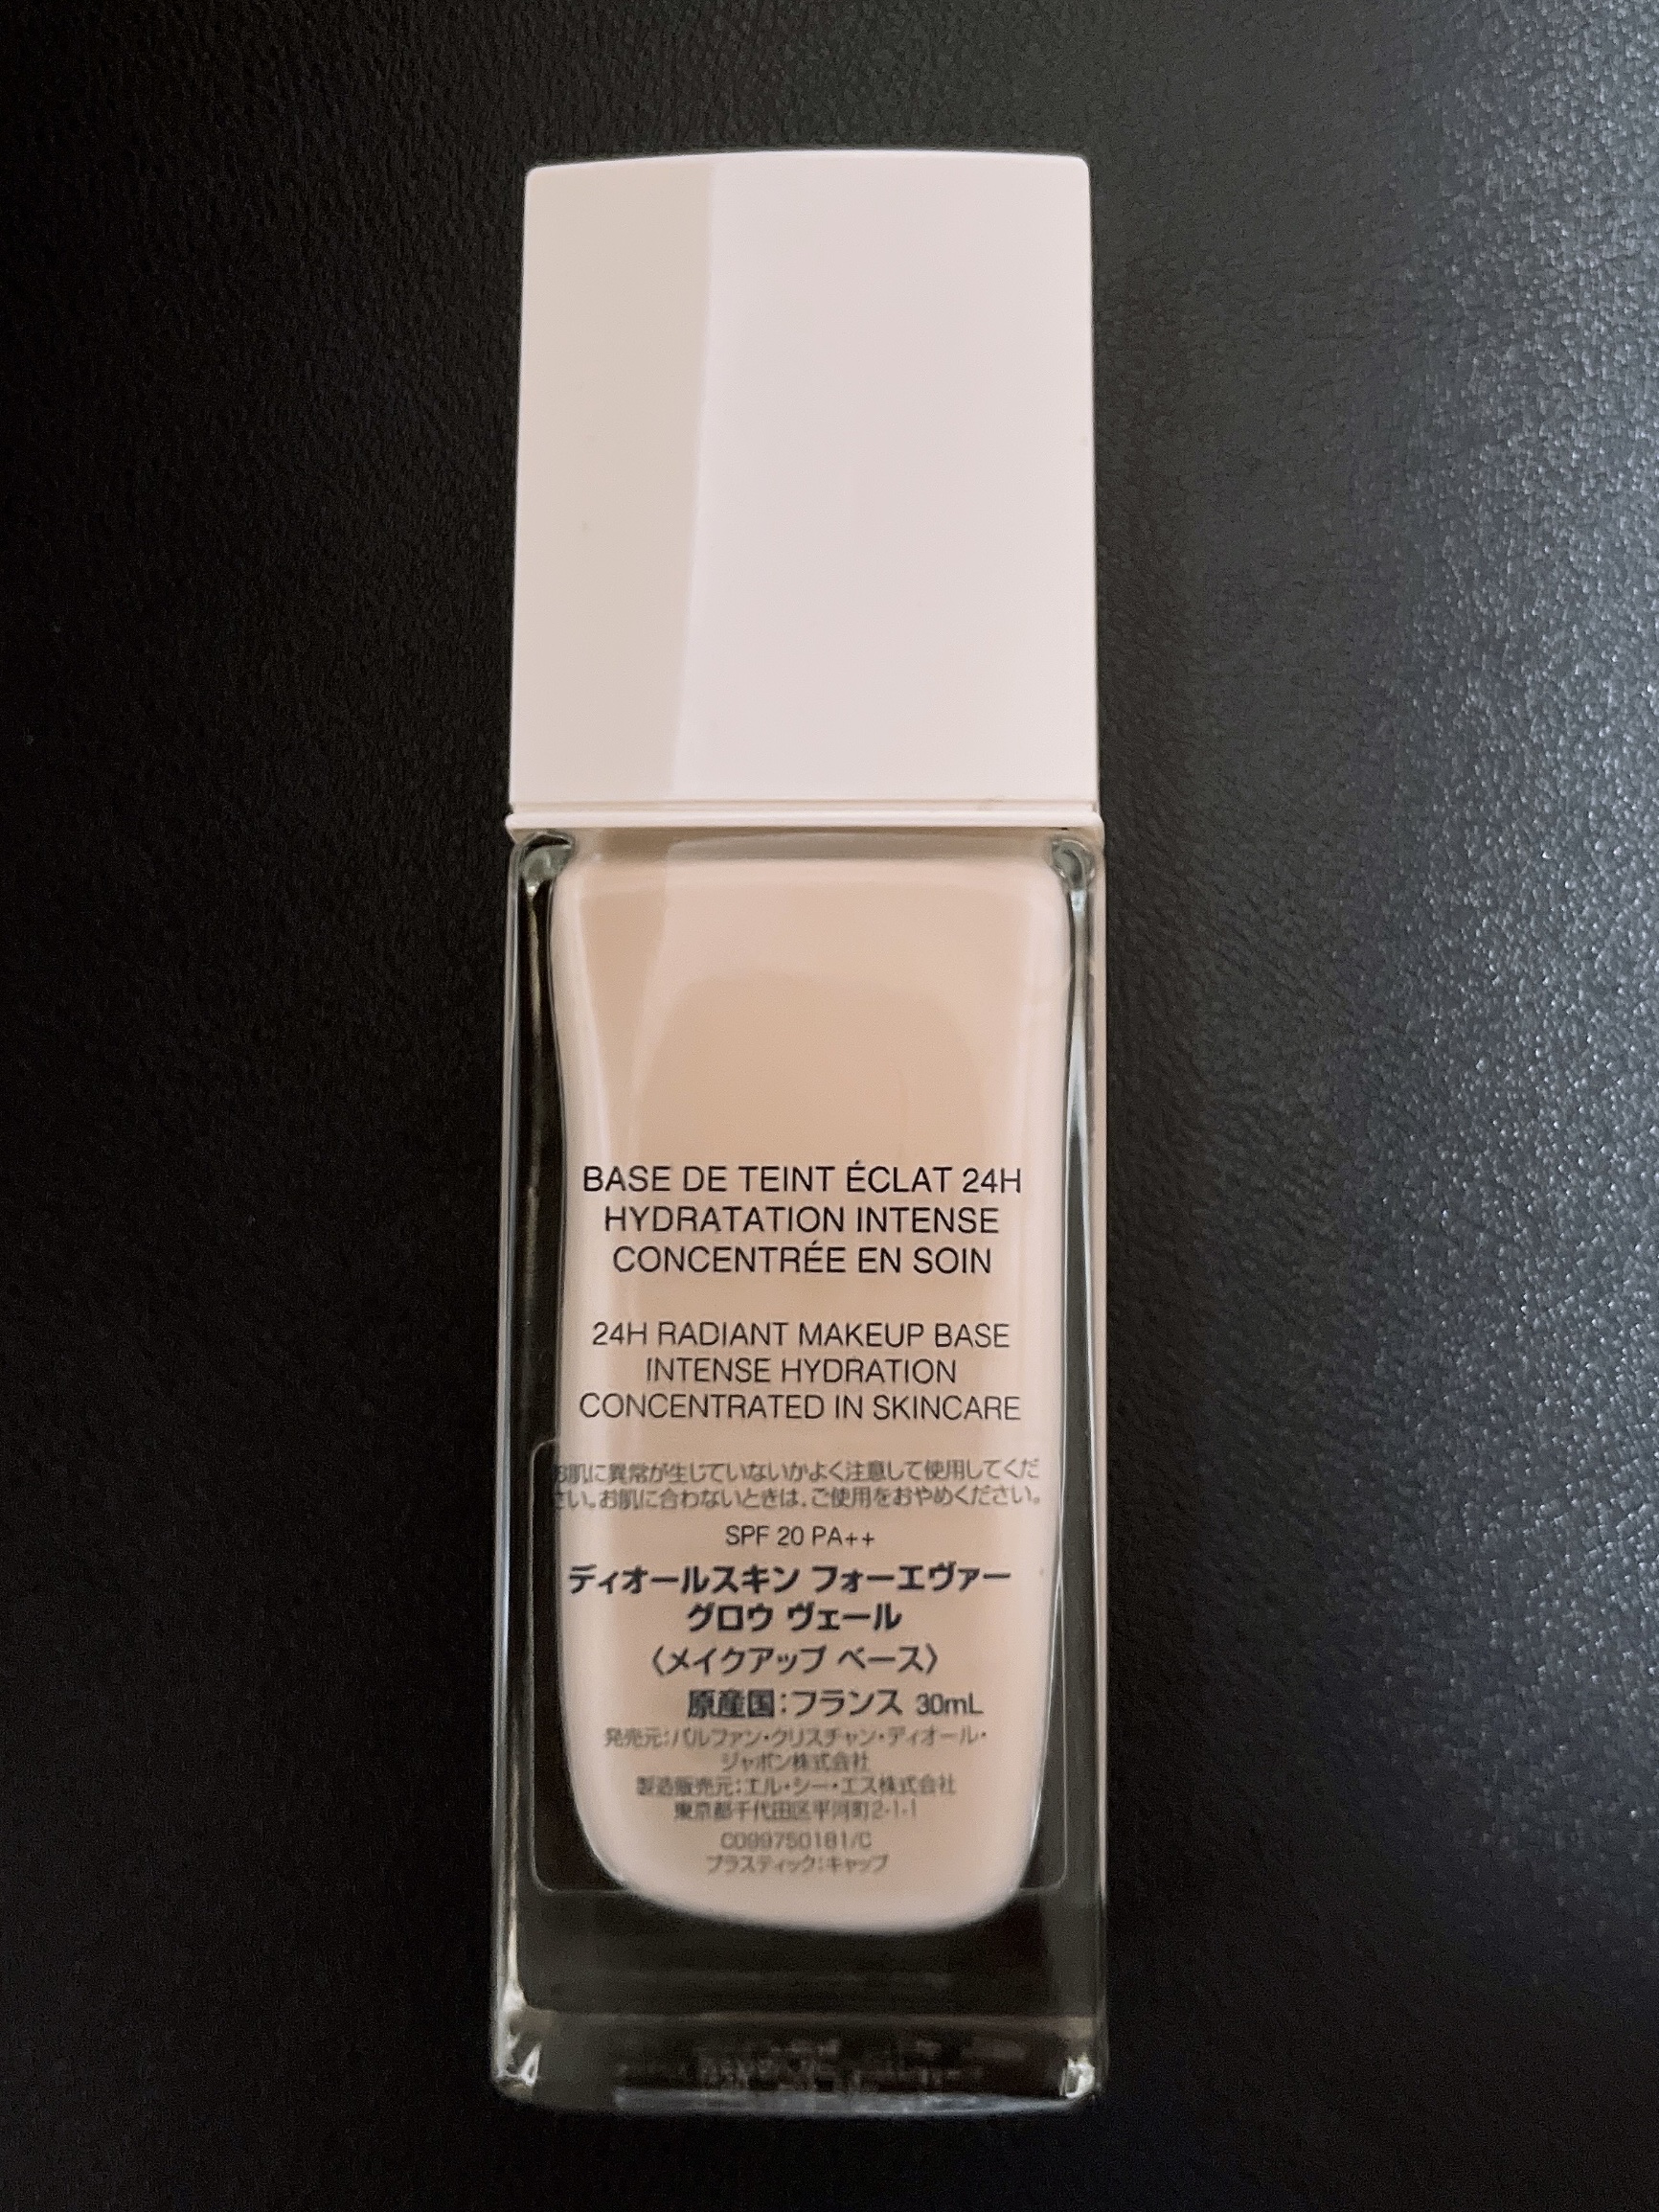 BASE DE TEINT ÉCLAT 24H
HYDRATATION INTENSE
CONCENTRÉE EN SOIN
24H RADIANT MAKEUP BASE
INTENSE HYDRATION
CONCENTRATED IN SKINCARE
お肌に異常が生じていないかよく注意して使用してくだ
さい。お肌に合わないときは、ご使用をおやめください。
SPF 20 PA++
ディオールスキン フォーエヴァー
グロウ ヴェール
〈メイクアップ ベース〉
原産国：フランス 30mL
発売元：パルファン・クリスチャン・ディオール・
ジャポン株式会社
製造販売元：エル・シー・エス株式会社
東京都千代田区平河町2-1-1
CD99750181/C
プラスティック：キャップ